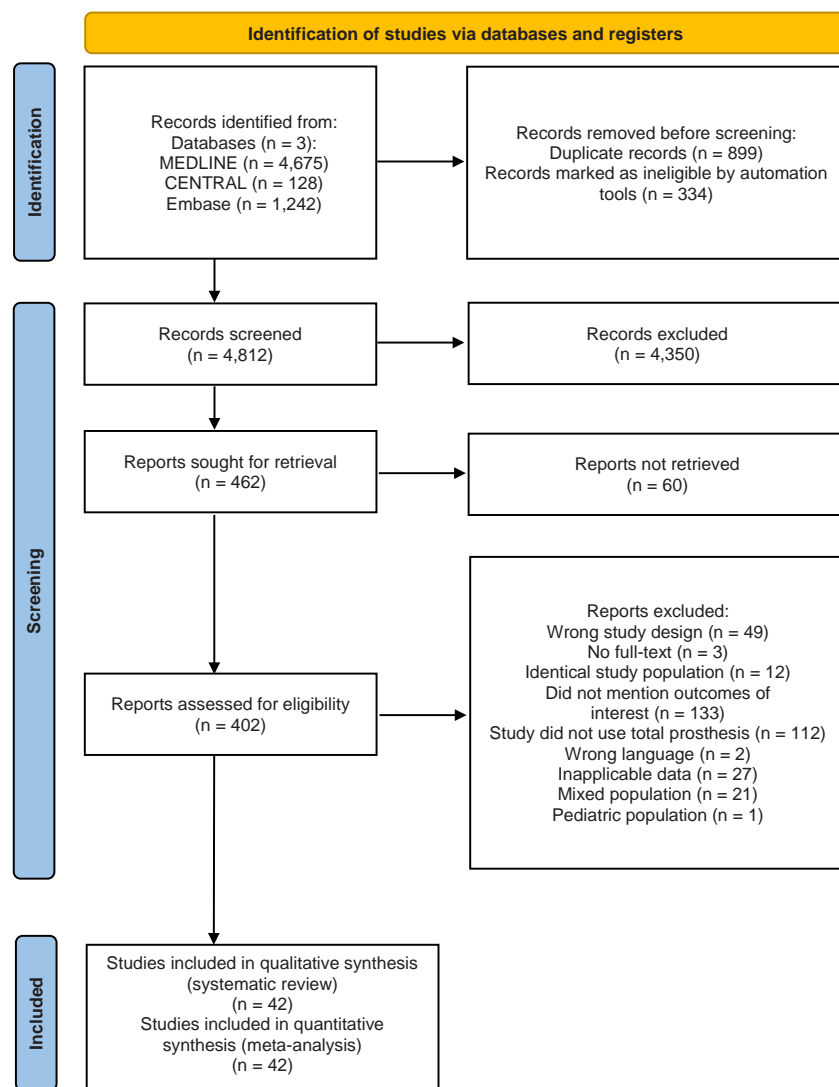 Identification of studies via databases and registers
Identification
Records identified from:
Databases (n = 3):
MEDLINE (n = 4,675)
CENTRAL (n = 128)
Embase (n = 1,242)
Records removed before screening:
Duplicate records (n = 899)
Records marked as ineligible by automation
tools (n = 334)
Screening
Records screened
(n = 4,812)
Records excluded
(n = 4,350)
Reports sought for retrieval
(n = 462)
Reports not retrieved
(n = 60)
Reports assessed for eligibility
(n = 402)
Reports excluded:
Wrong study design (n = 49)
No full-text (n = 3)
Identical study population (n = 12)
Did not mention outcomes of
interest (n = 133)
Study did not use total prosthesis (n = 112)
Wrong language (n = 2)
Inapplicable data (n = 27)
Mixed population (n = 21)
Pediatric population (n = 1)
Included
Studies included in qualitative synthesis
(systematic review)
(n = 42)
Studies included in quantitative
synthesis (meta-analysis)
(n = 42)